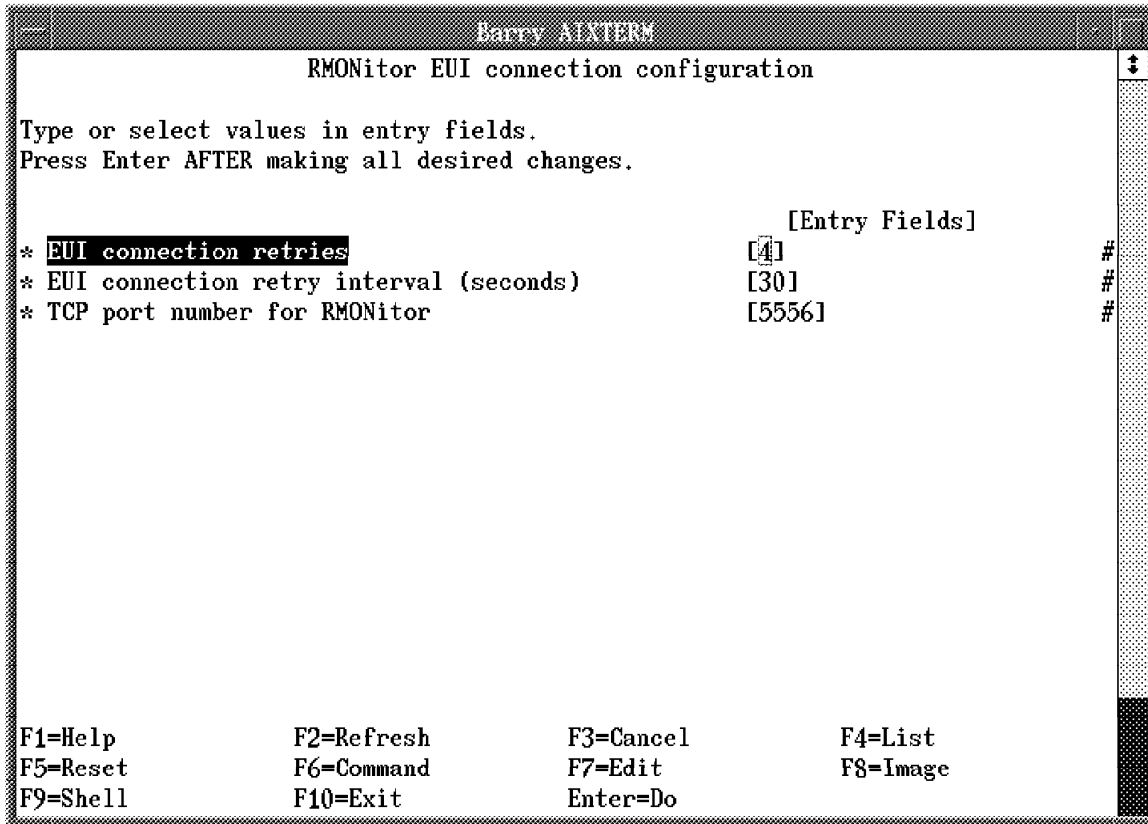 Barry AIXTERM
RMONitor EUI connection configuration
Type or select values in entry fields.
Press Enter AFTER making all desired changes.
[Entry Fields]
* EUI connection retries [4] #
* EUI connection retry interval (seconds) [30] #
* TCP port number for RMONitor [5556] #
F1=Help F2=Refresh F3=Cancel F4=List
F5=Reset F6=Command F7=Edit F8=Image
F9=Shell F10=Exit Enter=Do